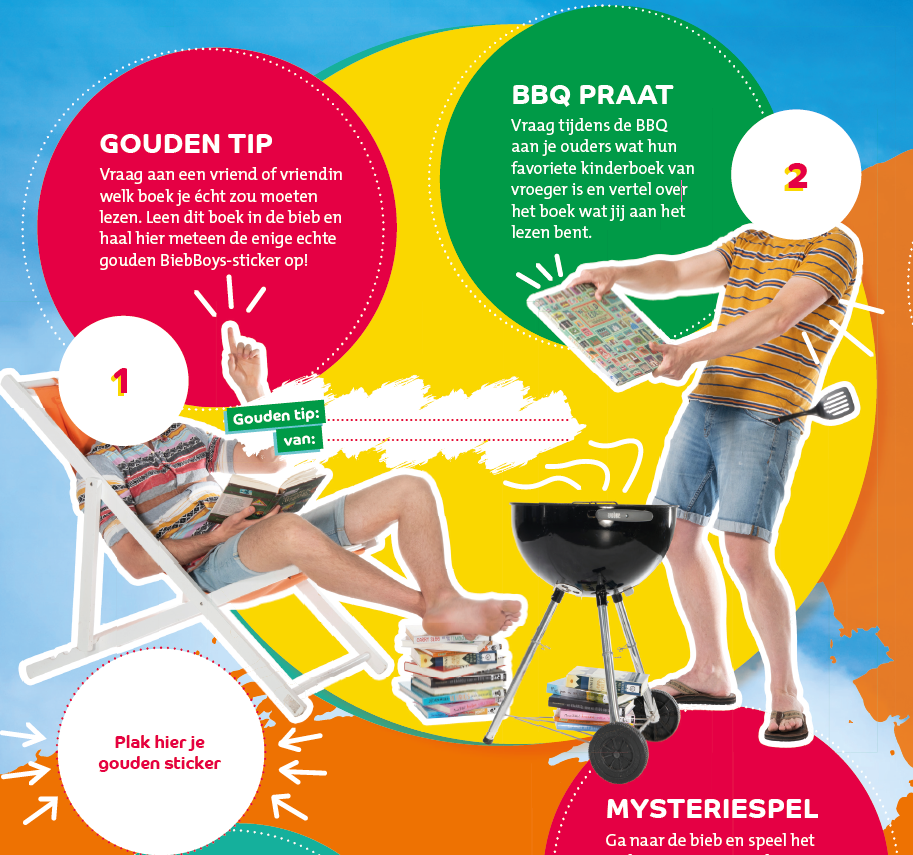 GOUDEN TIP
Vraag aan een vriend of vriendin
welk boek je écht zou moeten
lezen. Leen dit boek in de bieb en
haal hier meteen de enige echte
gouden BiebBoys-sticker op!
1
BBQ PRAAT
Vraag tijdens de BBQ
aan je ouders wat hun
favoriete kinderboek van
vroeger is en vertel over
het boek wat jij aan het
lezen bent.
2
Gouden tip:
van:
Plak hier je
gouden sticker
MYSTERIESPEL
Ga naar de bieb en speel het